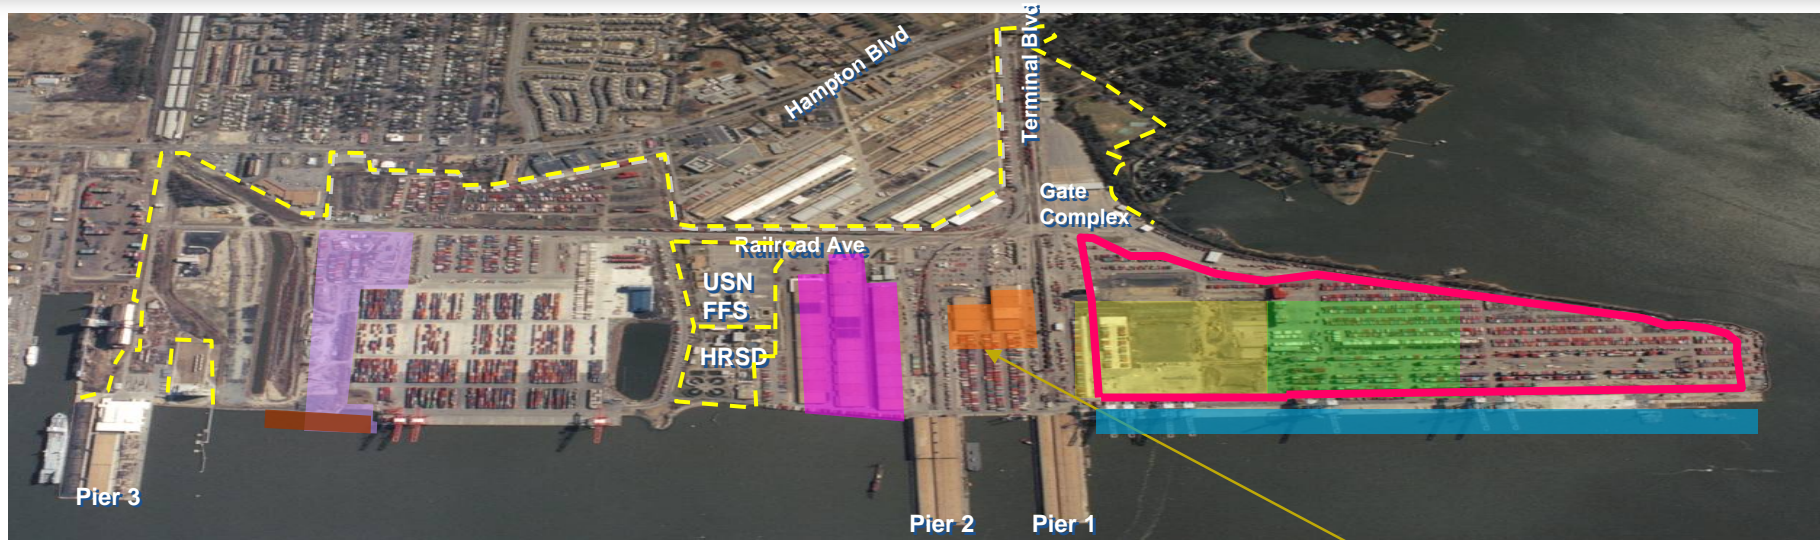 Hampton Blvd
Terminal Blvd
Gate
Complex
Railroad Ave
USN
FFS
HRSD
Pier 3
Pier 2
Pier 1